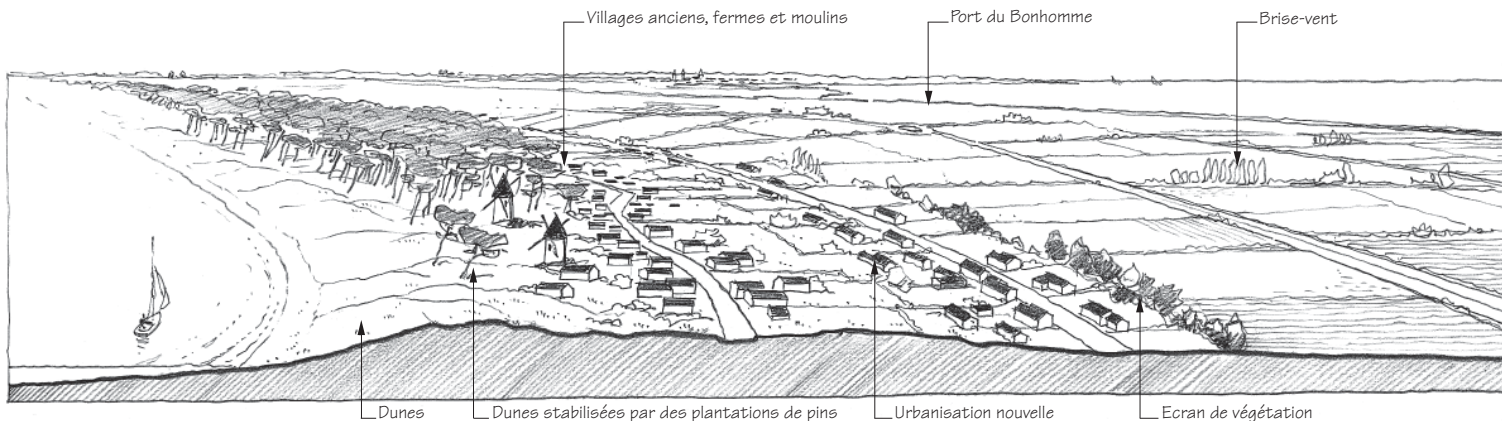 Villages anciens, fermes et moulins
Port du Bonhomme
Brise-vent
Dunes
Dunes stabilisées par des plantations de pins
Urbanisation nouvelle
Ecran de végétation